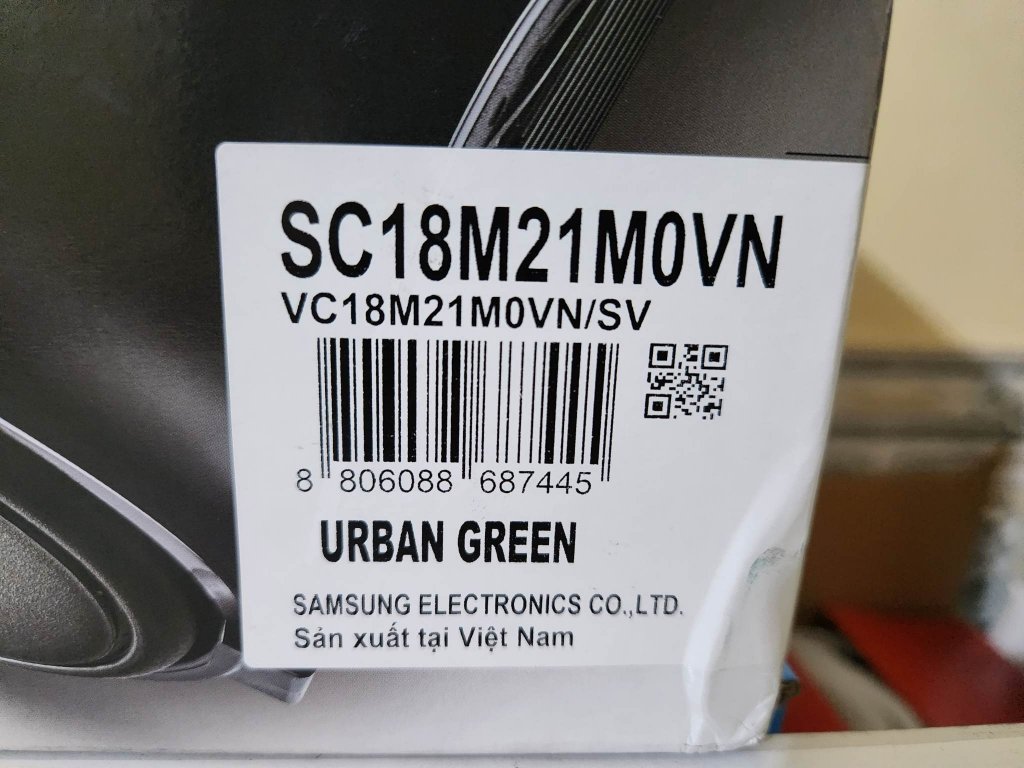 SC18M21M0VN
VC18M21M0VN/SV
8 806088 687445
URBAN GREEN
SAMSUNG ELECTRONICS CO.,LTD.
Sản xuất tại Việt Nam